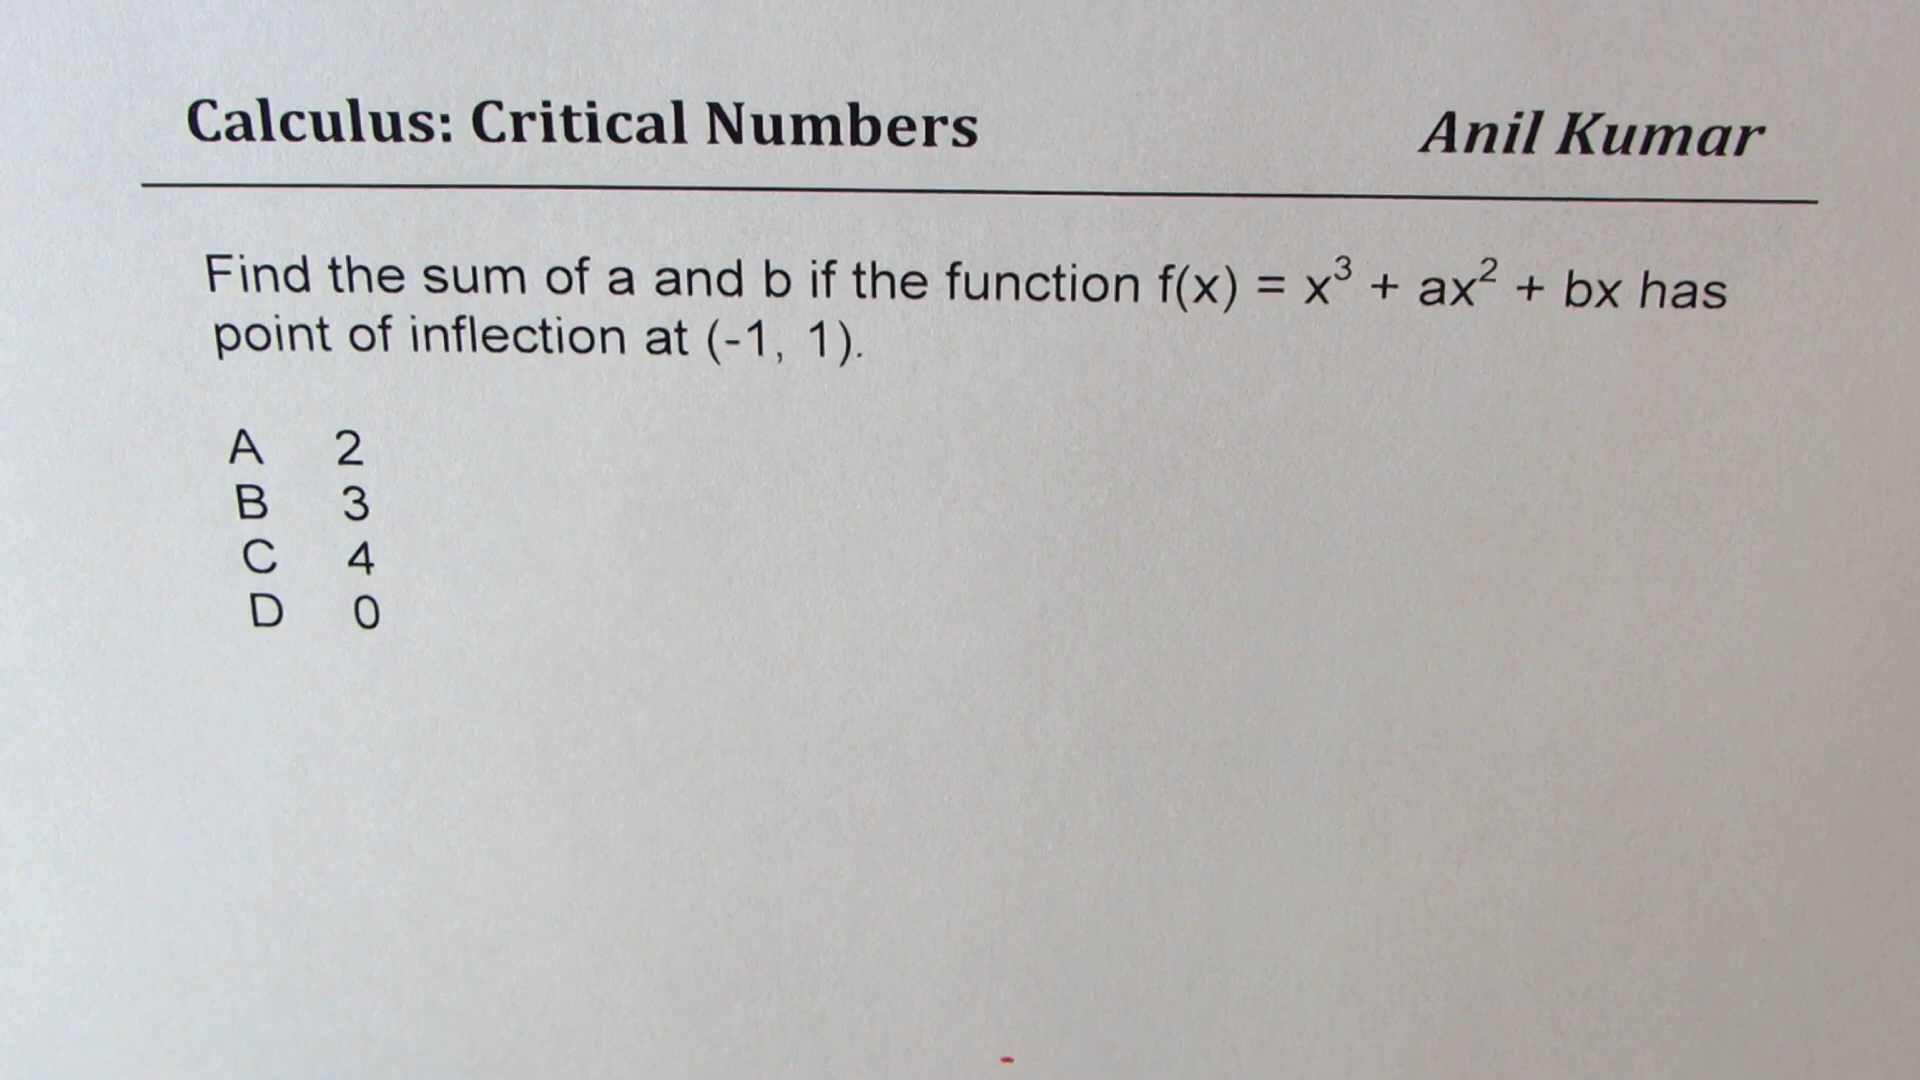 Calculus: Critical Numbers Anil Kumar
Find the sum of a and b if the function f(x) = x³ + ax² + bx has
point of inflection at (-1, 1).
A 2
B 3
C 4
D 0